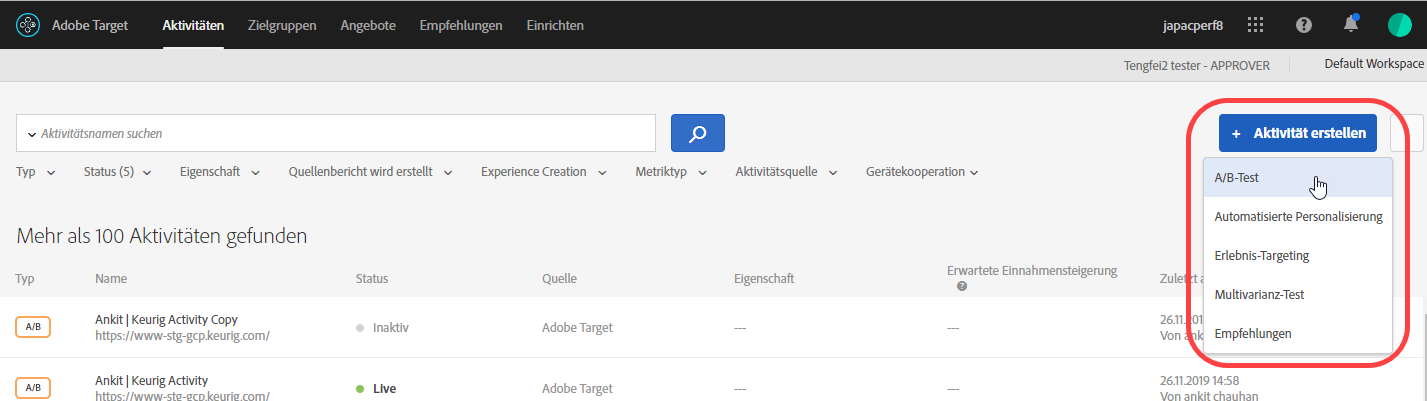 Adobe Target Aktivitäten Zielgruppen Angebote Empfehlungen Einrichten japacperf8
Tengfei2 tester - APPROVER Default Workspace
Aktivitätsnamen suchen
+ Aktivität erstellen
Typ Status (5) Eigenschaft Quellenbericht wird erstellt Experience Creation Metriktyp Aktivitätsquelle Gerätekooperation
A/B-Test
Automatisierte Personalisierung
Erlebnis-Targeting
Multivarianz-Test
Empfehlungen
Mehr als 100 Aktivitäten gefunden
Typ Name Status Quelle Eigenschaft Erwartete Einnahmensteigerung Zuletzt
A/B Ankit | Keurig Activity Copy Inaktiv Adobe Target --- --- 26.11.201
https://www-stg-gcp.keurig.com/ Von ankit
A/B Ankit | Keurig Activity Live Adobe Target --- --- 26.11.2019 14:58
https://www-stg-gcp.keurig.com/ Von ankit chauhan